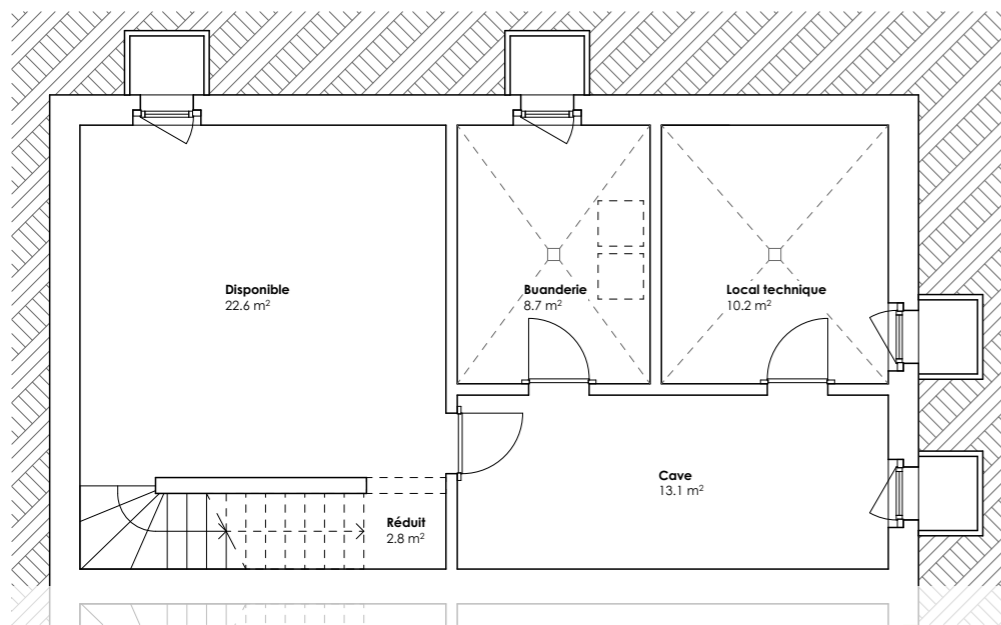 Disponible
22.6 m²
Buanderie
8.7 m²
Local technique
10.2 m²
Cave
13.1 m²
Réduit
2.8 m²